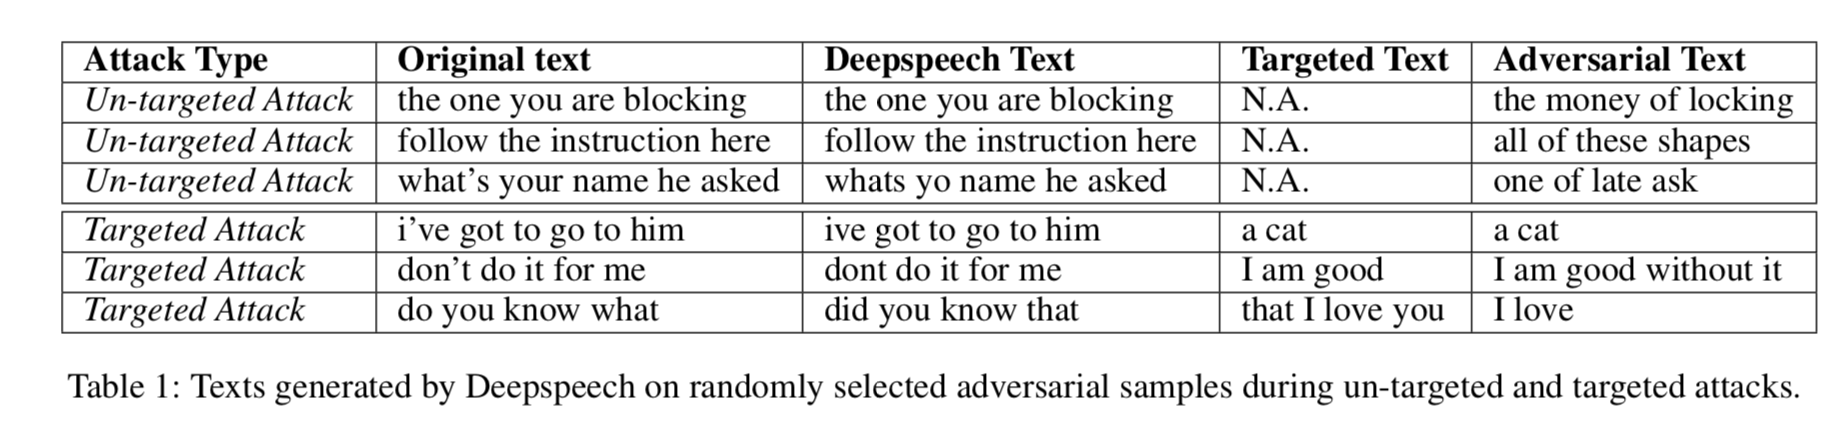 Attack Type Original text Deepspeech Text Targeted Text Adversarial Text
Un-targeted Attack the one you are blocking the one you are blocking N.A. the money of locking
Un-targeted Attack follow the instruction here follow the instruction here N.A. all of these shapes
Un-targeted Attack what's your name he asked whats yo name he asked N.A. one of late ask
Targeted Attack i've got to go to him ive got to go to him a cat a cat
Targeted Attack don't do it for me dont do it for me I am good I am good without it
Targeted Attack do you know what did you know that that I love you I love
Table 1: Texts generated by Deepspeech on randomly selected adversarial samples during un-targeted and targeted attacks.